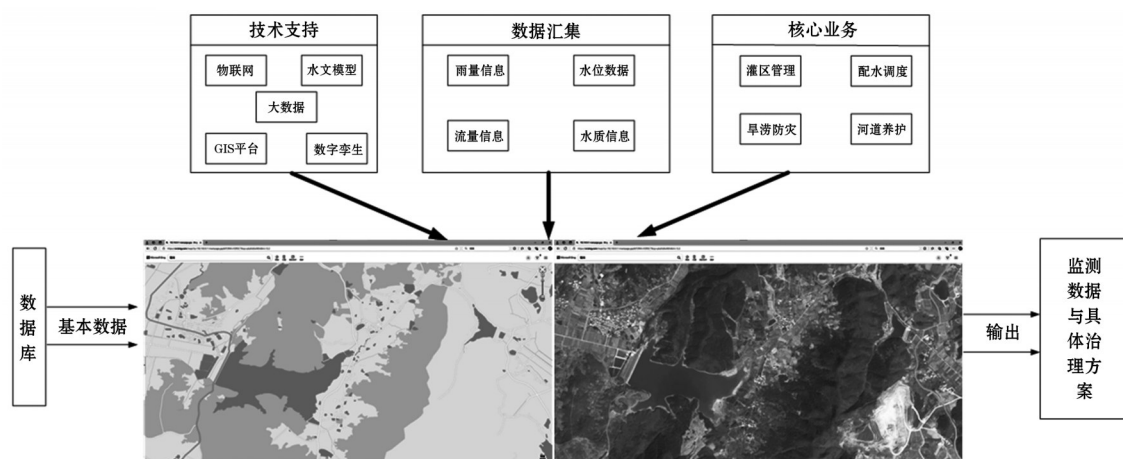 技术支持
物联网
水文模型
大数据
GIS平台
数字孪生
数据汇集
雨量信息
水位数据
流量信息
水质信息
核心业务
灌区管理
配水调度
旱涝防灾
河道养护
数据库
基本数据
输出
监测数据与具体治理方案